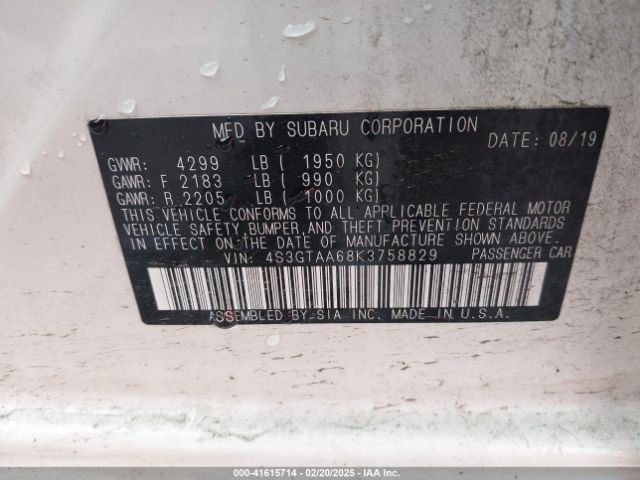 MFD BY SUBARU CORPORATION
DATE: 08/19
GVWR: 4299 LB ( 1950 KG)
GAWR: F 2183 LB ( 990 KG)
GAWR: R 2205 LB ( 1000 KG)
THIS VEHICLE CONFORMS TO ALL APPLICABLE FEDERAL MOTOR
VEHICLE SAFETY, BUMPER, AND THEFT PREVENTION STANDARDS
IN EFFECT ON THE DATE OF MANUFACTURE SHOWN ABOVE.
VIN: 4S3GTAA68K3758829 PASSENGER CAR
ASSEMBLED BY SIA INC. MADE IN U.S.A.
000-41615714 - 02/20/2025 - IAA Inc.